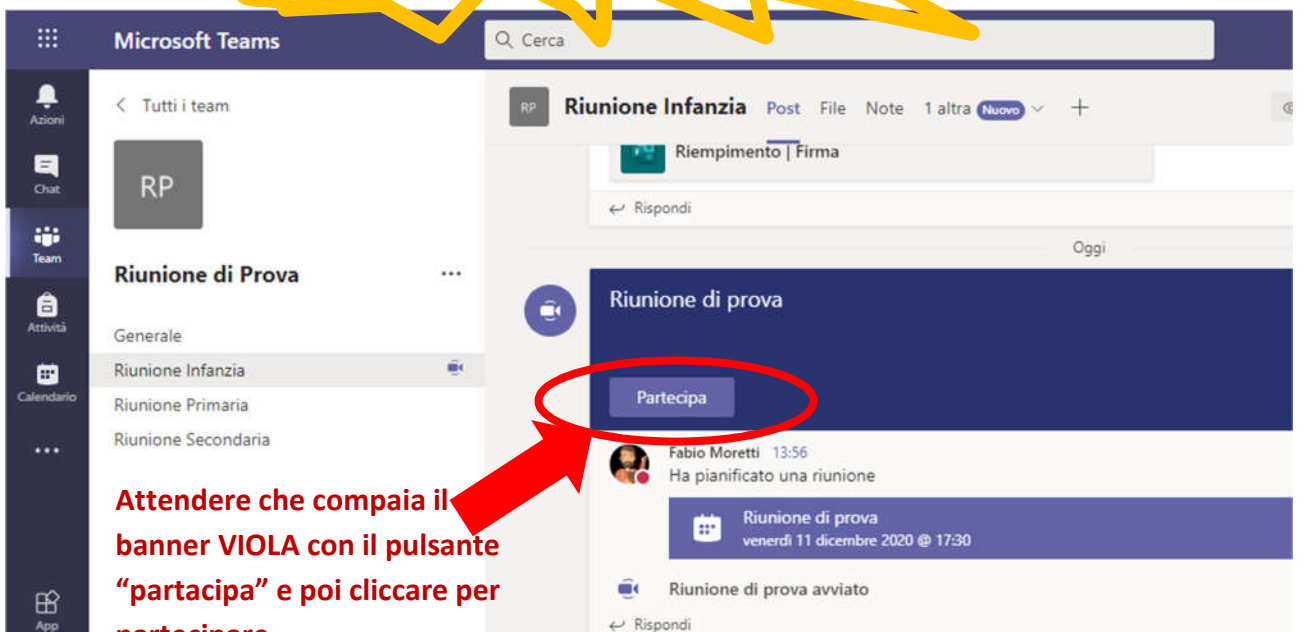 Microsoft Teams
Cerca
Azioni
Chat
Team
Attività
Calendario
App
Tutti i team
RP
Riunione di Prova
Generale
Riunione Infanzia
Riunione Primaria
Riunione Secondaria
Attendere che compaia il
banner VIOLA con il pulsante
“partacipa” e poi cliccare per
partecipare
RP Riunione Infanzia Post File Note 1 altra Nuovo
Riempimento | Firma
Rispondi
Oggi
Riunione di prova
Partecipa
Fabio Moretti 13:56
Ha pianificato una riunione
Riunione di prova
venerdì 11 dicembre 2020 @ 17:30
Riunione di prova avviato
Rispondi